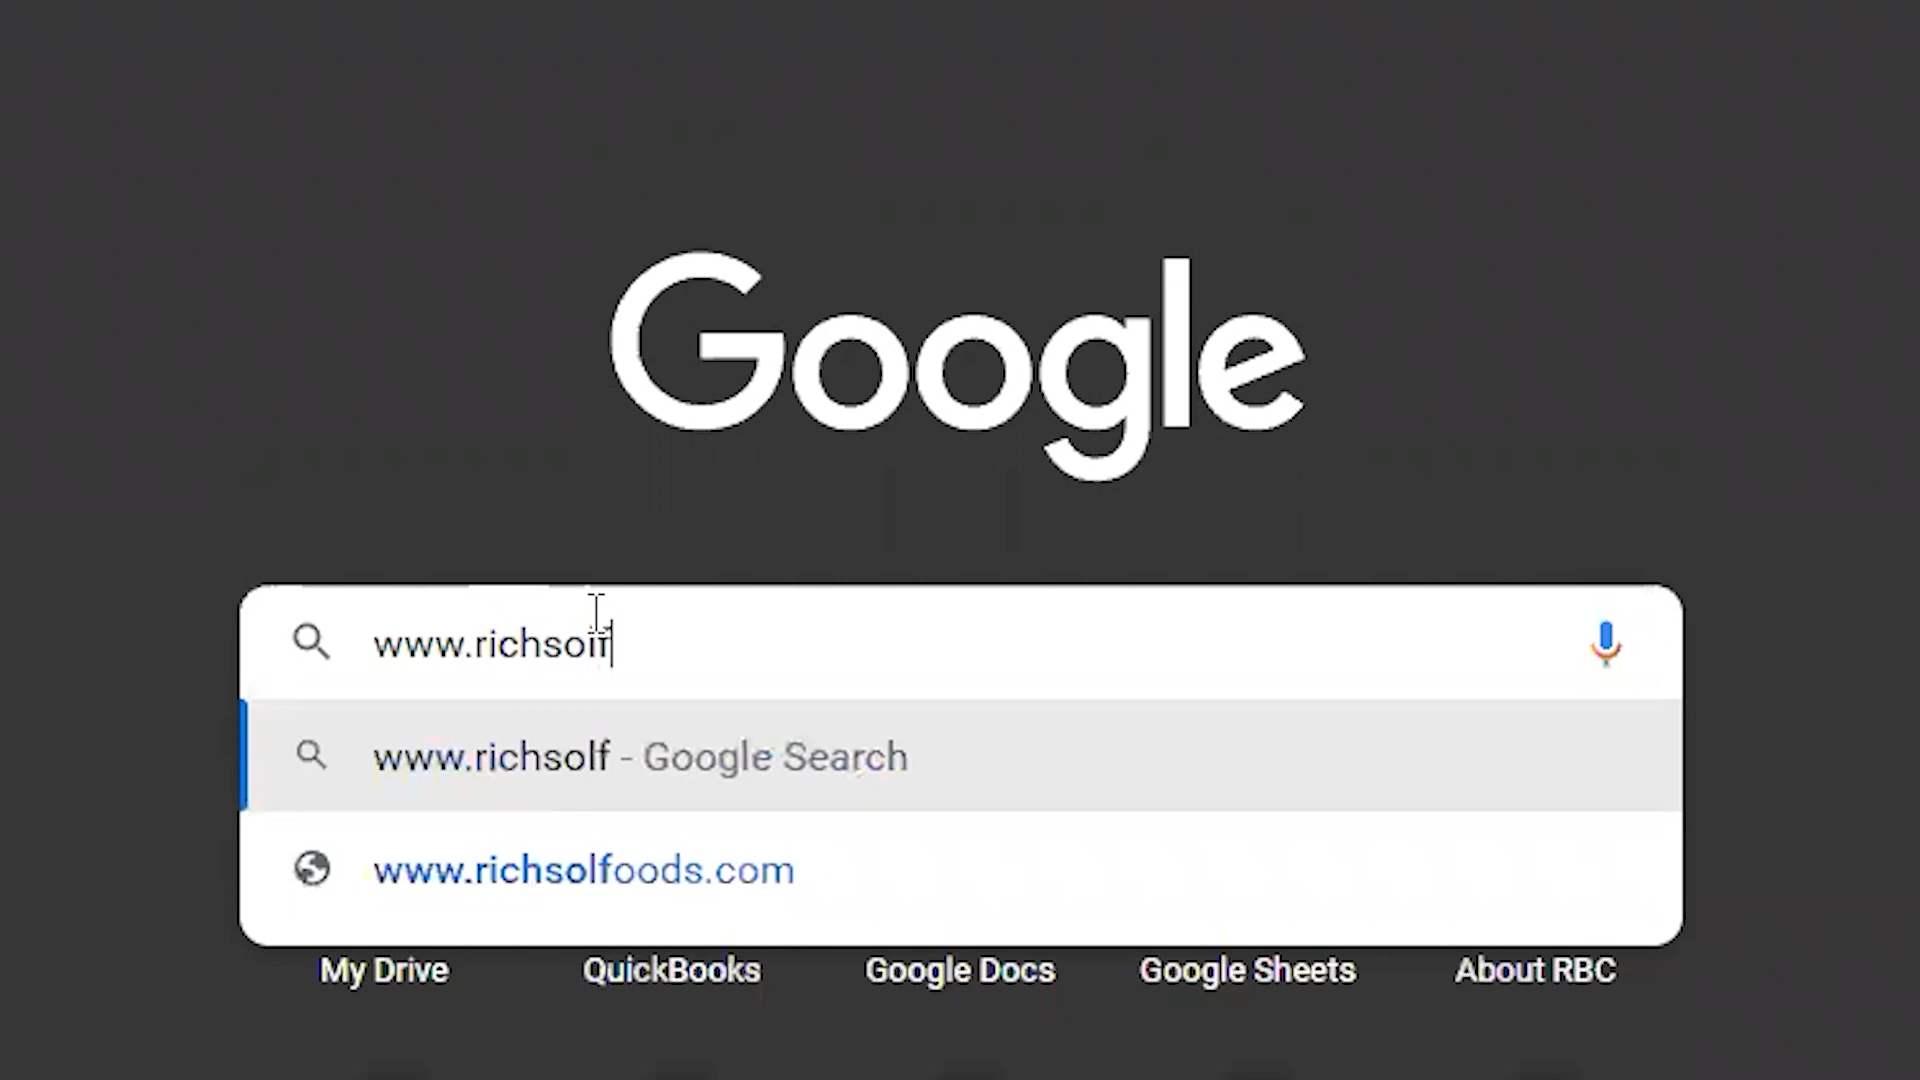 Google
www.richsolf
www.richsolf - Google Search
www.richsolfoods.com
My Drive QuickBooks Google Docs Google Sheets About RBC